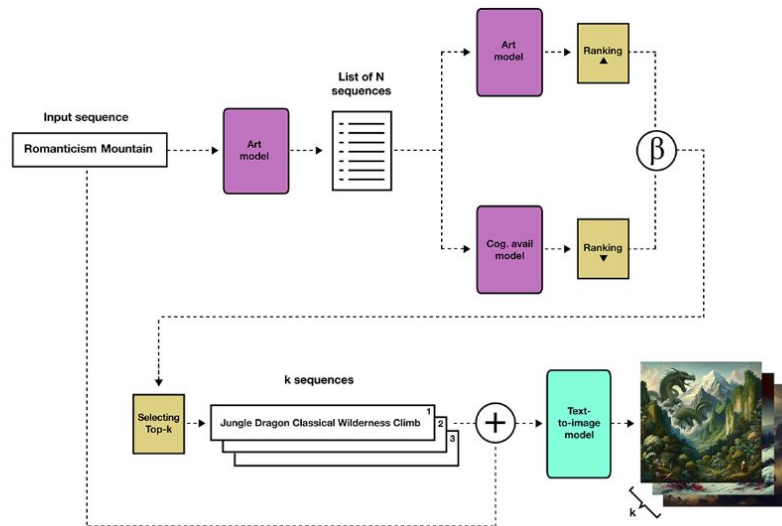 Input sequence
Romanticism Mountain
Art
model
List of N
sequences
Art
model
Ranking
▲
β
Cog. avail
model
Ranking
▼
Selecting
Top-k
k sequences
Jungle Dragon Classical Wilderness Climb
1
2
3
+
Text-
to-image
model
k